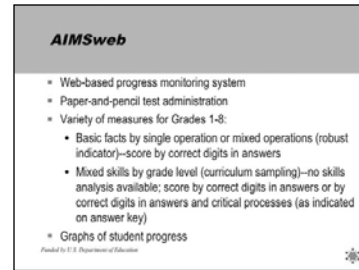 AIMSweb
Web-based progress monitoring system
Paper-and-pencil test administration
Variety of measures for Grades 1-8:
Basic facts by single operation or mixed operations (robust
indicator)--score by correct digits in answers
Mixed skills by grade level (curriculum sampling)--no skills
analysis available; score by correct digits in answers or by
correct digits in answers and critical processes (as indicated
on answer key)
Graphs of student progress
Funded by U.S. Department of Education